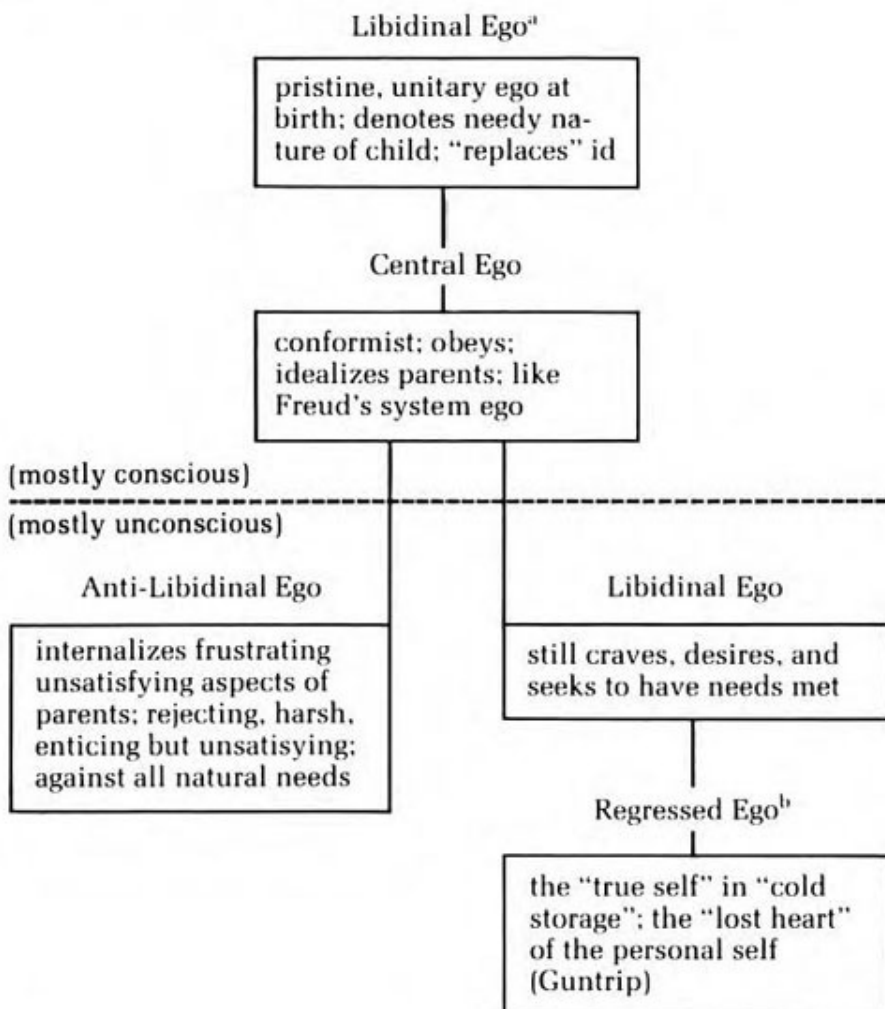 Libidinal Egoᵃ
pristine, unitary ego at
birth; denotes needy na-
ture of child; “replaces” id
Central Ego
conformist; obeys;
idealizes parents; like
Freud’s system ego
(mostly conscious)
(mostly unconscious)
Anti-Libidinal Ego
internalizes frustrating
unsatisfying aspects of
parents; rejecting, harsh,
enticing but unsatisying;
against all natural needs
Libidinal Ego
still craves, desires, and
seeks to have needs met
Regressed Egoᵇ
the “true self” in “cold
storage”; the “lost heart”
of the personal self
(Guntrip)